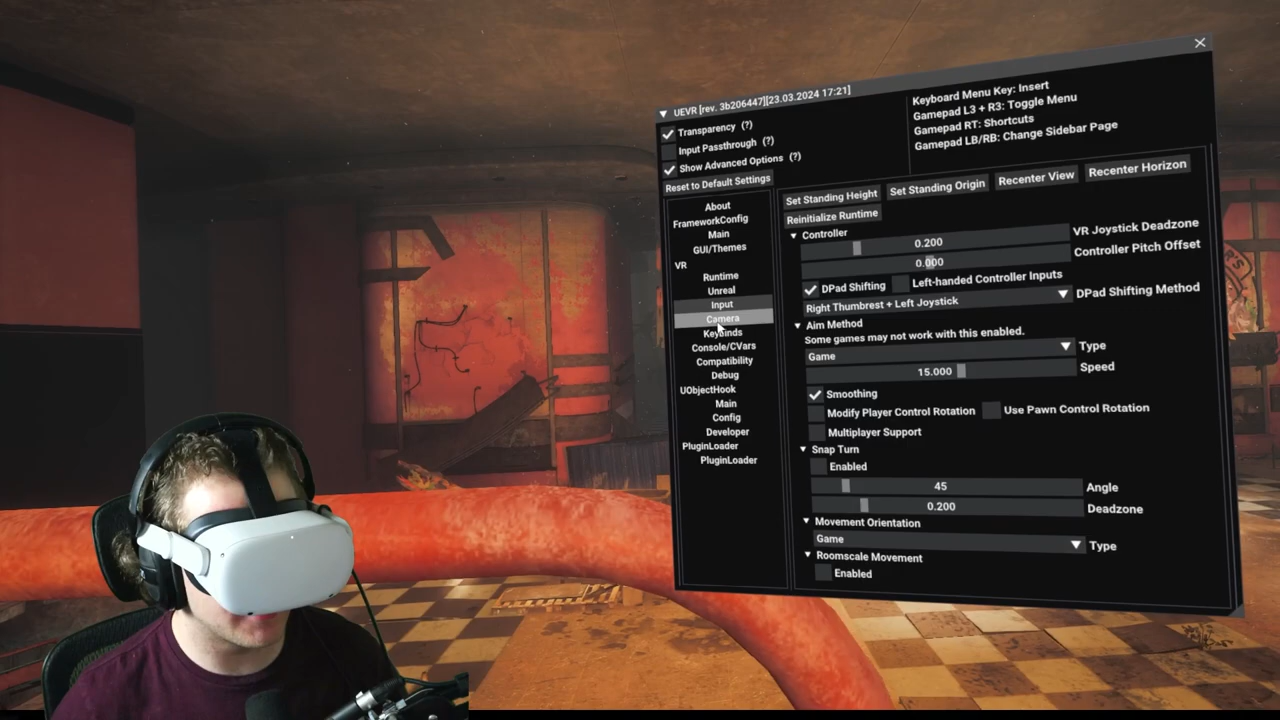 UEVR [rev. 3b206447][23.03.2024 17:21]
Transparency (?)
Input Passthrough (?)
Show Advanced Options (?)
Reset to Default Settings
Keyboard Menu Key: Insert
Gamepad L3 + R3: Toggle Menu
Gamepad RT: Shortcuts
Gamepad LB/RB: Change Sidebar Page
About
FrameworkConfig
Main
GUI/Themes
VR
Runtime
Unreal
Input
Camera
Keybinds
Console/CVars
Compatibility
Debug
UObjectHook
Main
Config
Developer
PluginLoader
PluginLoader
Set Standing Height Set Standing Origin Recenter View Recenter Horizon
Reinitialize Runtime
Controller
0.200 VR Joystick Deadzone
0.000 Controller Pitch Offset
DPad Shifting Left-handed Controller Inputs
Right Thumbrest + Left Joystick DPad Shifting Method
Aim Method
Some games may not work with this enabled.
Game Type
15.000 Speed
Smoothing
Modify Player Control Rotation Use Pawn Control Rotation
Multiplayer Support
Snap Turn
Enabled
45 Angle
0.200 Deadzone
Movement Orientation
Game Type
Roomscale Movement
Enabled